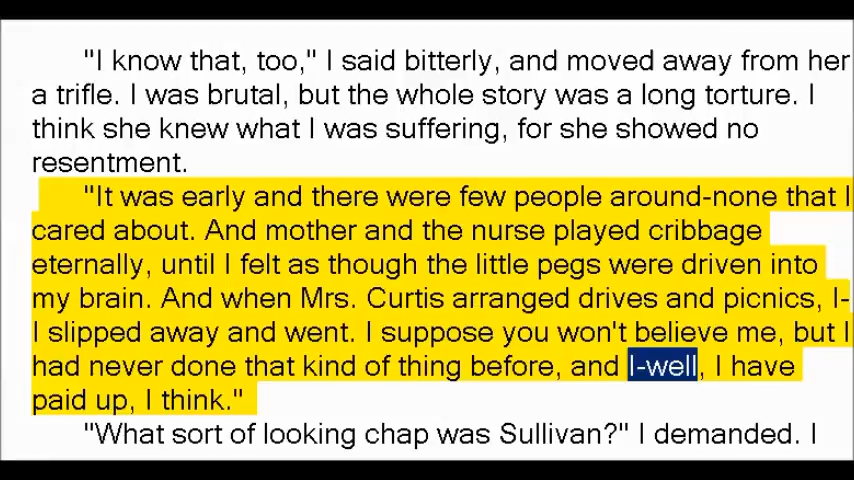 "I know that, too," I said bitterly, and moved away from her
a trifle. I was brutal, but the whole story was a long torture. I
think she knew what I was suffering, for she showed no
resentment.
"It was early and there were few people around-none that I
cared about. And mother and the nurse played cribbage
eternally, until I felt as though the little pegs were driven into
my brain. And when Mrs. Curtis arranged drives and picnics, I-
I slipped away and went. I suppose you won't believe me, but I
had never done that kind of thing before, and I-well, I have
paid up, I think."
"What sort of looking chap was Sullivan?" I demanded. I